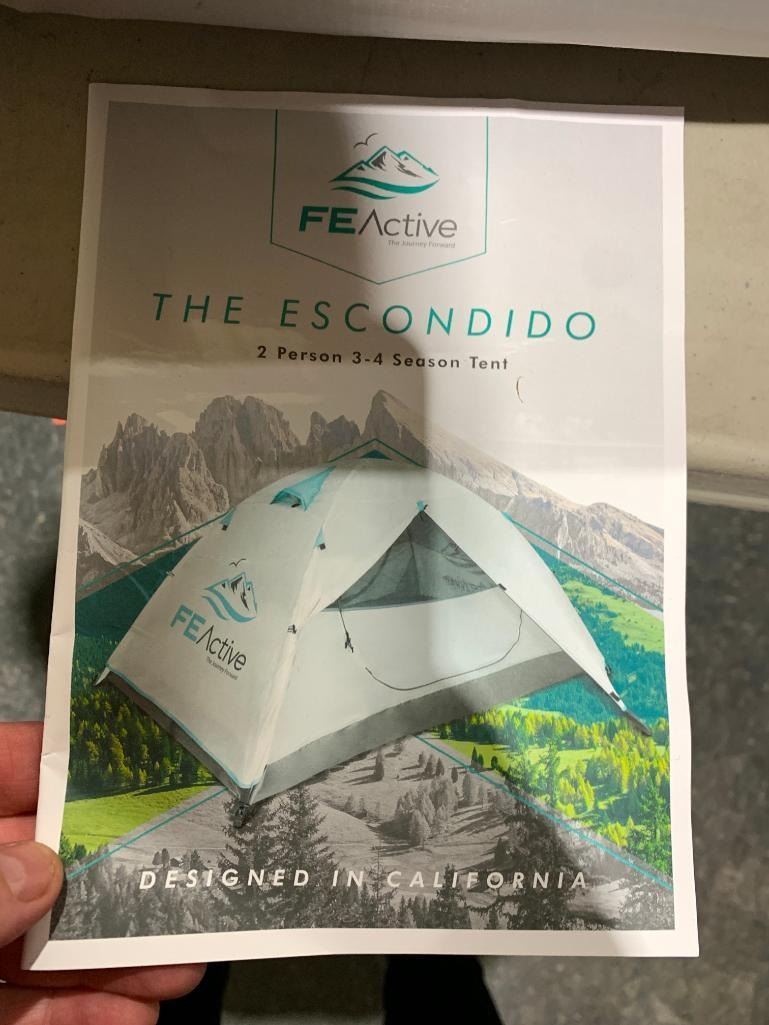 FEActive
The Journey Forward
THE ESCONDIDO
2 Person 3-4 Season Tent
FEActive
The Journey Forward
DESIGNED IN CALIFORNIA